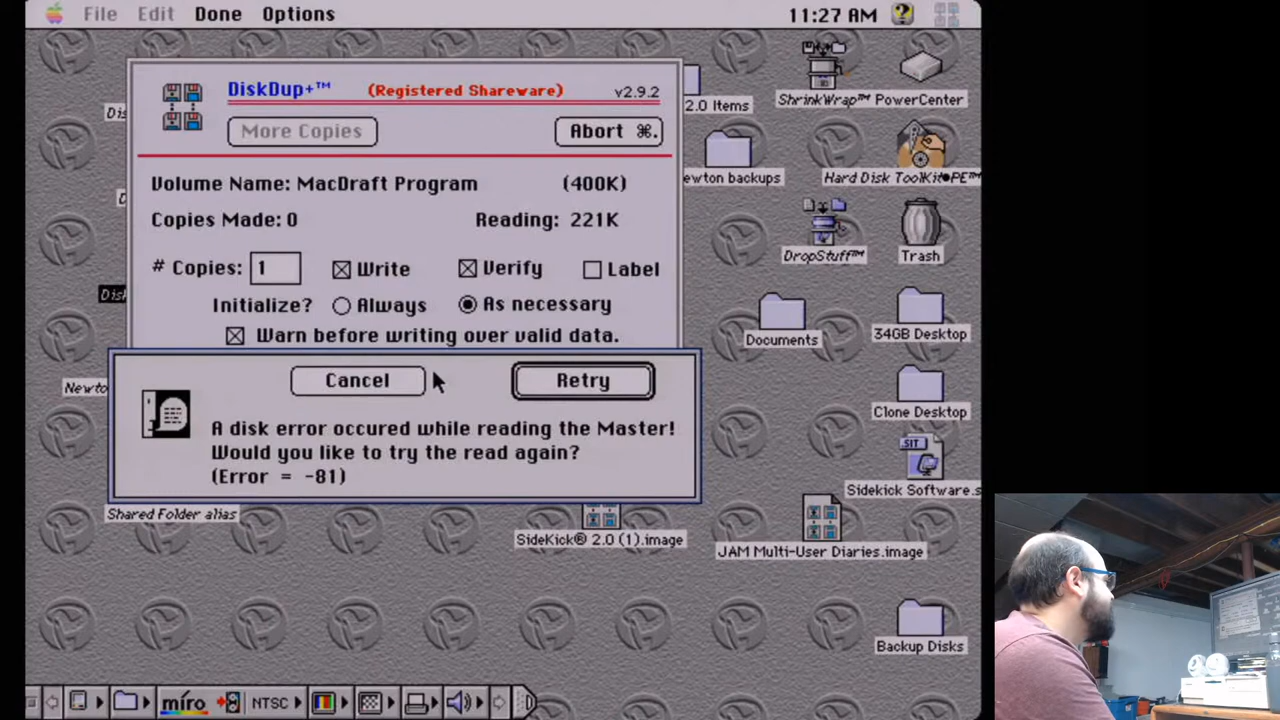 File Edit Done Options 11:27 AM
DiskDup+™ (Registered Shareware) v2.9.2
More Copies Abort ⌘.
Volume Name: MacDraft Program (400K)
Copies Made: 0 Reading: 221K
# Copies: 1 Write Verify Label
Initialize? Always As necessary
Warn before writing over valid data.
Cancel Retry
A disk error occured while reading the Master!
Would you like to try the read again?
(Error = -81)
2.0 Items
ShrinkWrap™ PowerCenter
ewton backups
Hard Disk ToolKit•PE™
DropStuff™
Trash
Documents
34GB Desktop
Clone Desktop
SIT
Sidekick Software.s
Newto
Shared Folder alias
SideKick® 2.0 (1).image
JAM Multi-User Diaries.image
Backup Disks
miro NTSC